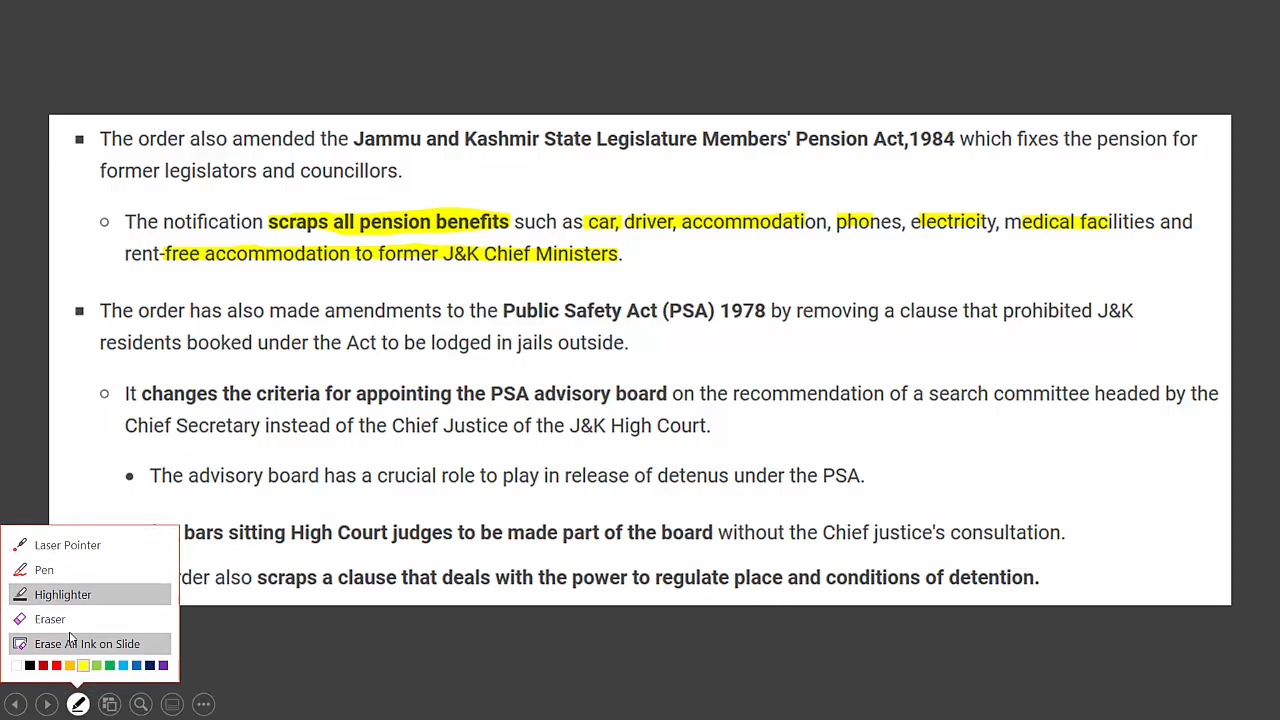 The order also amended the Jammu and Kashmir State Legislature Members' Pension Act,1984 which fixes the pension for
former legislators and councillors.
The notification scraps all pension benefits such as car, driver, accommodation, phones, electricity, medical facilities and
rent-free accommodation to former J&K Chief Ministers.
The order has also made amendments to the Public Safety Act (PSA) 1978 by removing a clause that prohibited J&K
residents booked under the Act to be lodged in jails outside.
It changes the criteria for appointing the PSA advisory board on the recommendation of a search committee headed by the
Chief Secretary instead of the Chief Justice of the J&K High Court.
The advisory board has a crucial role to play in release of detenus under the PSA.
bars sitting High Court judges to be made part of the board without the Chief justice's consultation.
also scraps a clause that deals with the power to regulate place and conditions of detention.
Laser Pointer
Pen
Highlighter
Eraser
Erase All Ink on Slide